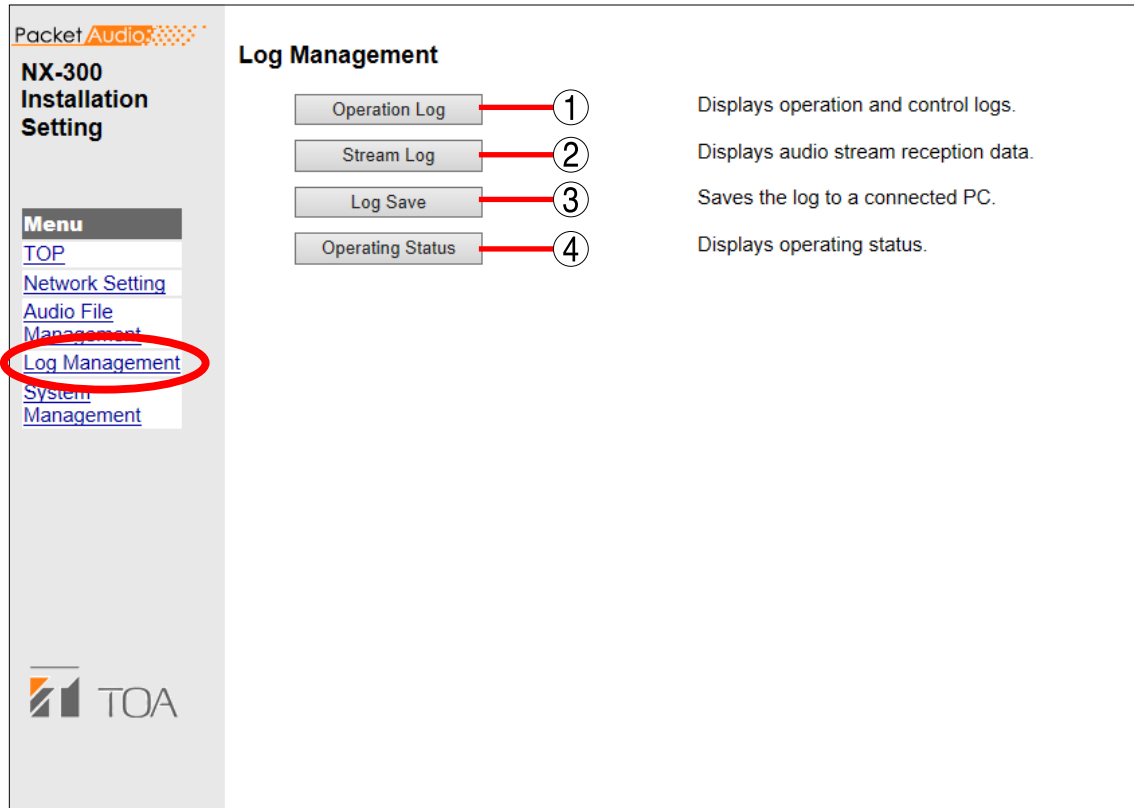 Packet Audio
NX-300
Installation
Setting
Menu
TOP
Network Setting
Audio File
Management
Log Management
System
Management
TOA
Log Management
Operation Log ① Displays operation and control logs.
Stream Log ② Displays audio stream reception data.
Log Save ③ Saves the log to a connected PC.
Operating Status ④ Displays operating status.